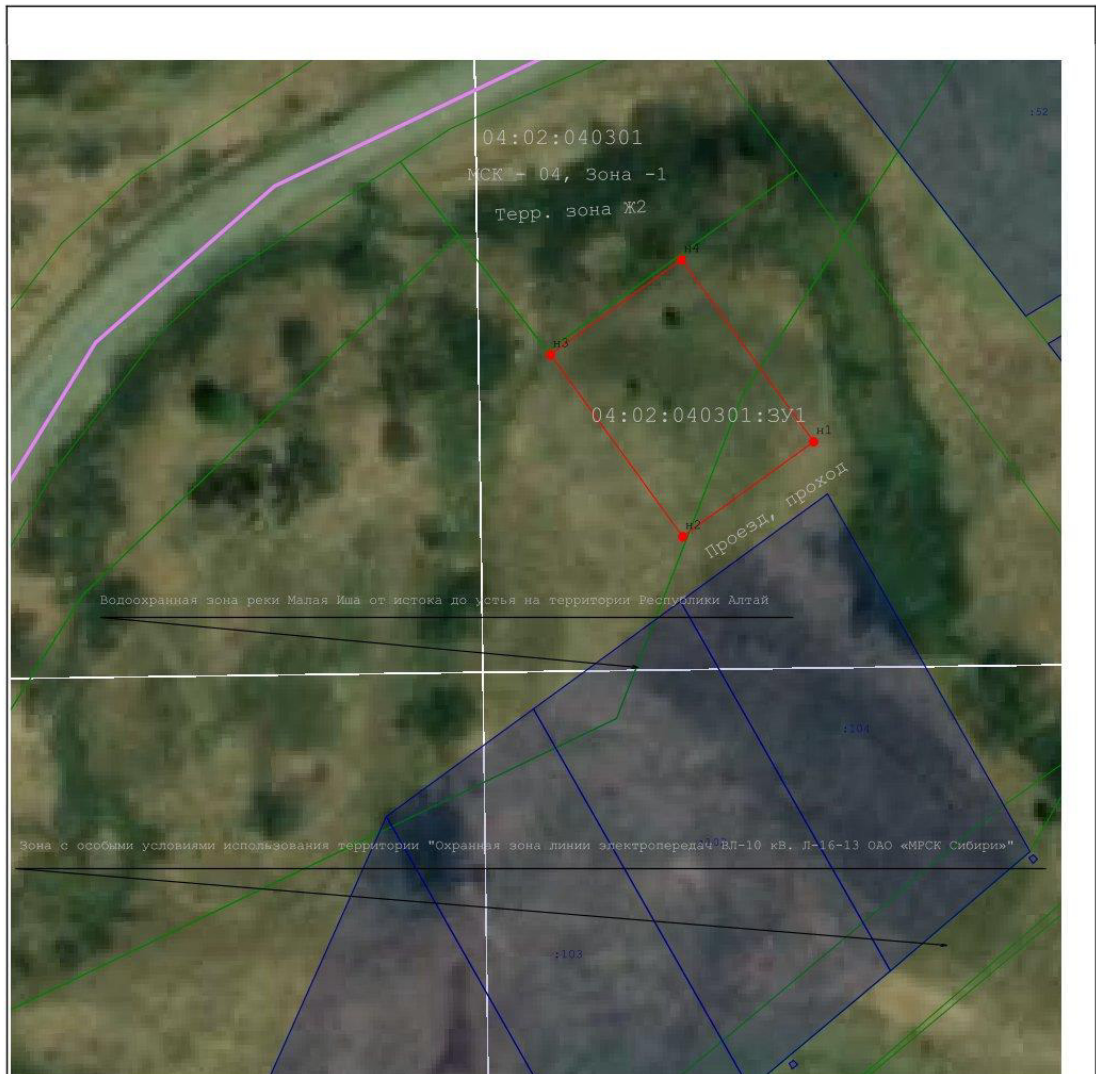 :52
04:02:040301
МСК - 04, Зона -1
Терр. зона Ж2
н4
н3
04:02:040301:ЗУ1
н1
Проезд, проход
н2
Водоохранная зона реки Малая Иша от истока до устья на территории Республики Алтай
:104
Зона с особыми условиями использования территории "Охранная зона линии электропередач ВЛ-10 кВ. Л-16-13 ОАО «МРСК Сибири»"
:103